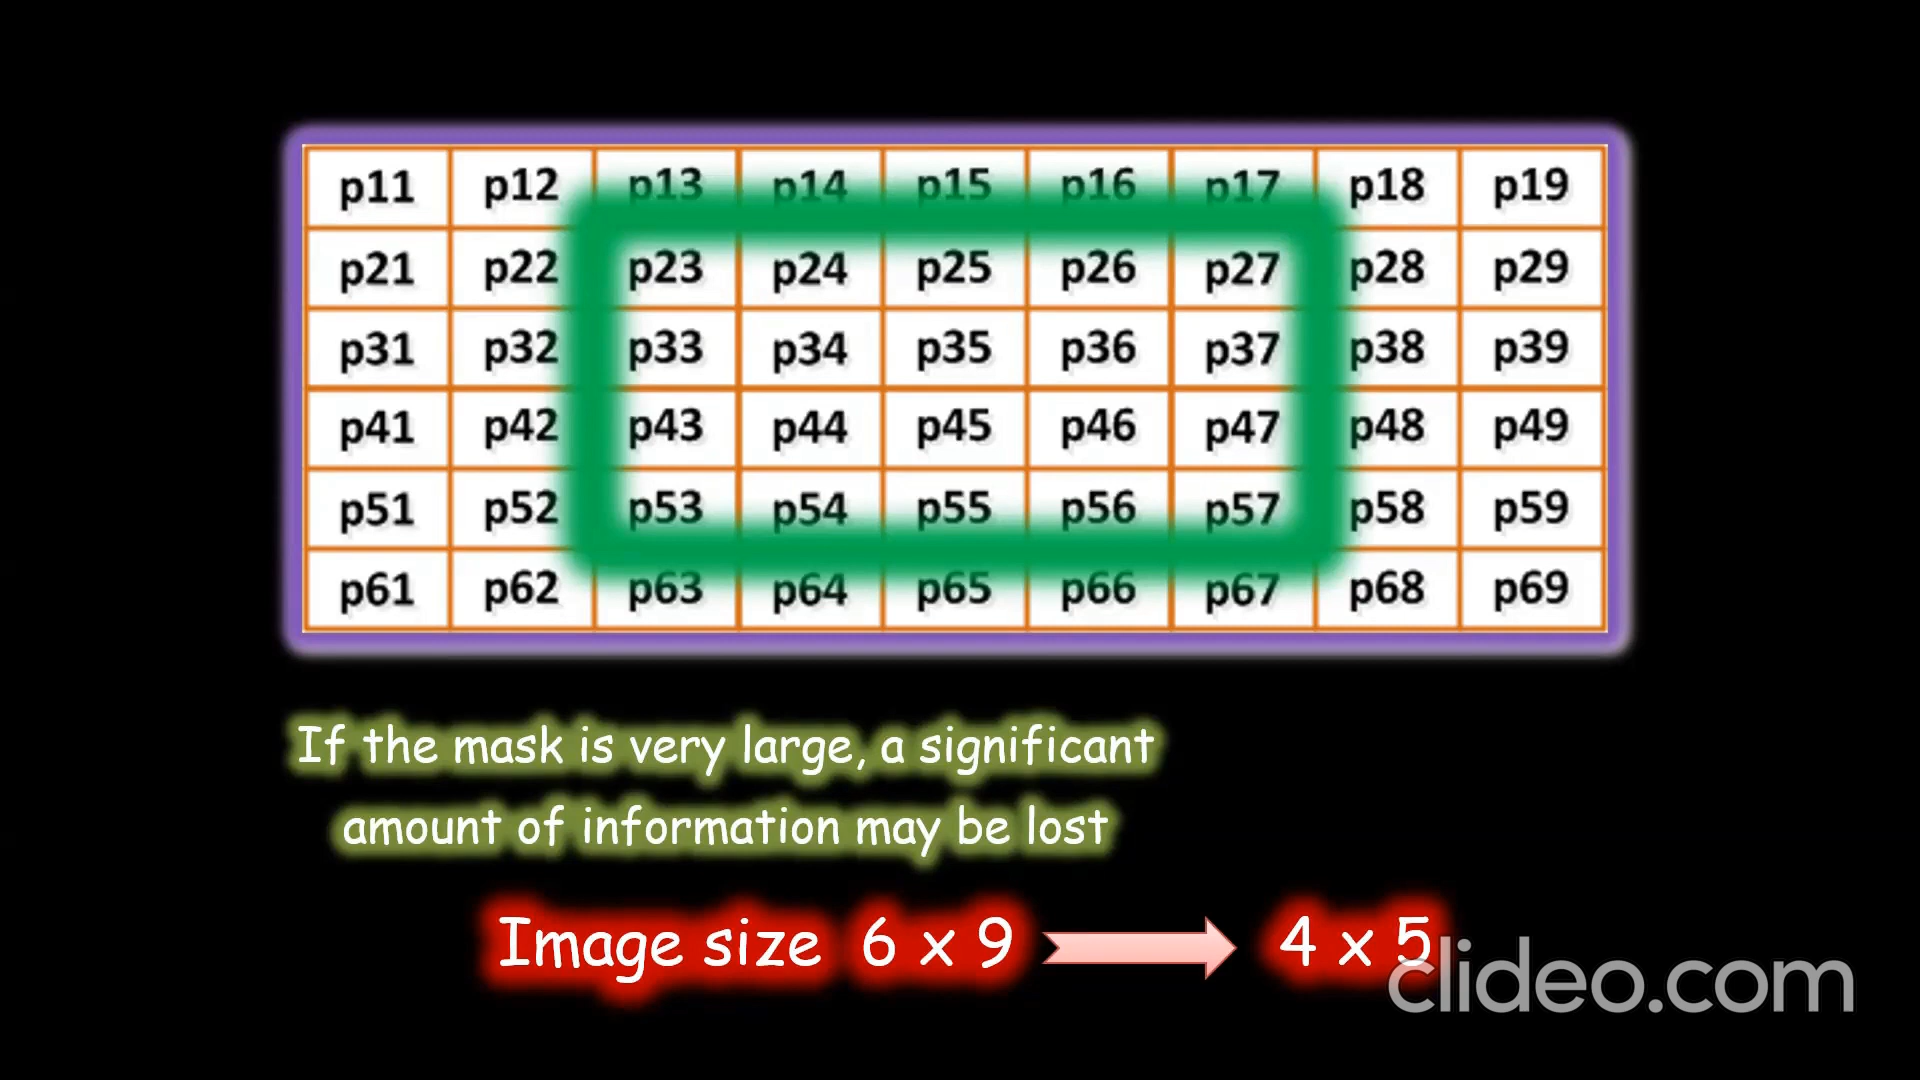 p11 p12 p13 p14 p15 p16 p17 p18 p19
p21 p22 p23 p24 p25 p26 p27 p28 p29
p31 p32 p33 p34 p35 p36 p37 p38 p39
p41 p42 p43 p44 p45 p46 p47 p48 p49
p51 p52 p53 p54 p55 p56 p57 p58 p59
p61 p62 p63 p64 p65 p66 p67 p68 p69
If the mask is very large, a significant
amount of information may be lost
Image size 6 x 9 4 x 5
clideo.com